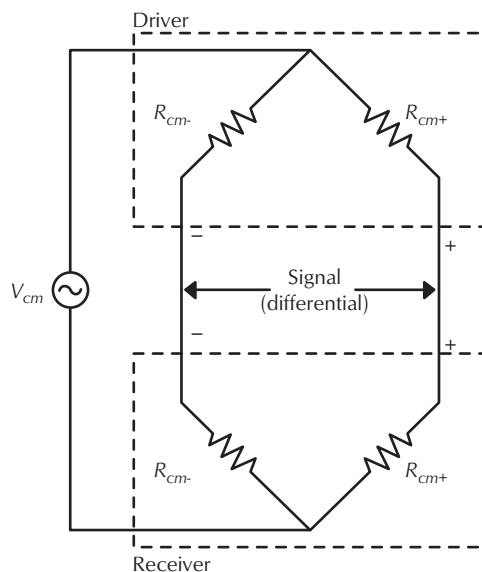 Driver
Rcm-
Rcm+
−
+
Vcm
Signal
(differential)
−
+
Rcm-
Rcm+
Receiver